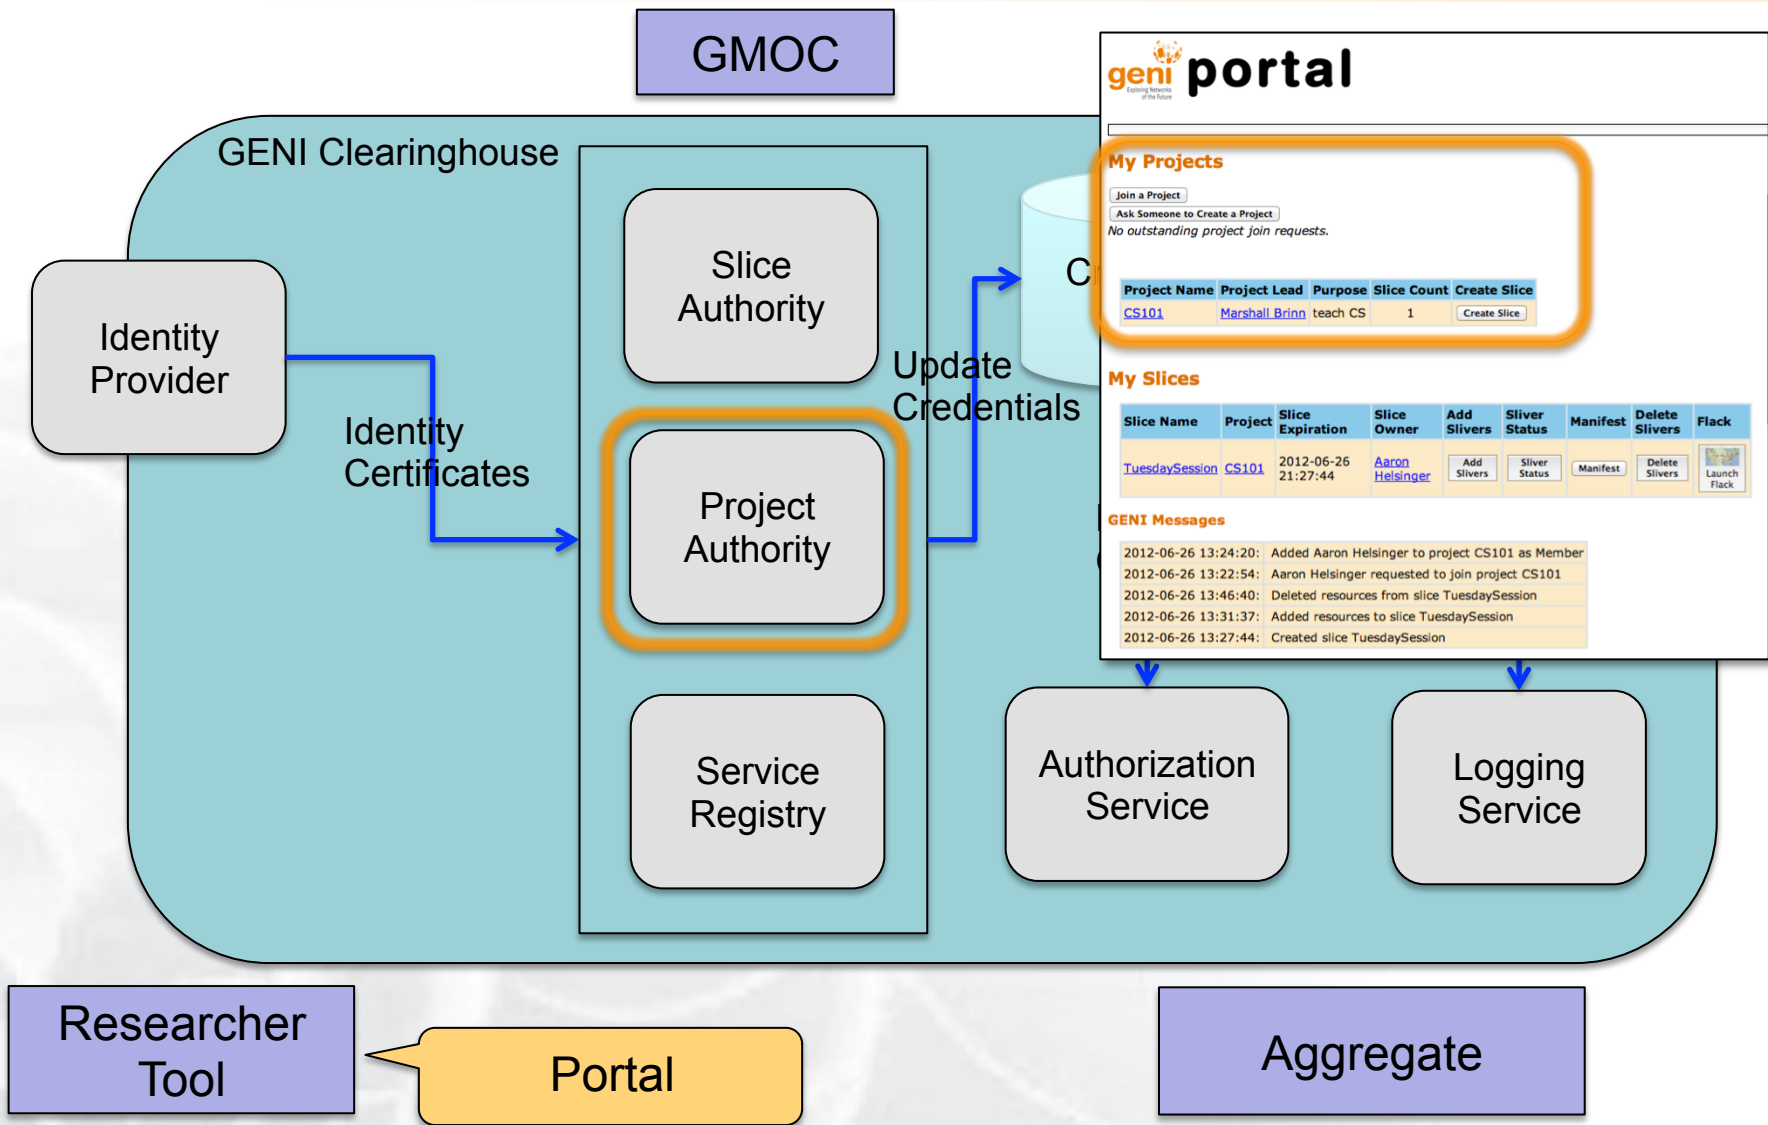 GMOC
GENI Clearinghouse
Identity
Provider
Identity
Certificates
Slice
Authority
Project
Authority
Service
Registry
Update
Credentials
geni portal
Exploring Networks
of the Future
My Projects
Join a Project
Ask Someone to Create a Project
No outstanding project join requests.
Project Name Project Lead Purpose Slice Count Create Slice
CS101 Marshall Brinn teach CS 1 Create Slice
My Slices
Slice Name Project Slice Expiration Slice Owner Add Slivers Sliver Status Manifest Delete Slivers Flack
TuesdaySession CS101 2012-06-26 21:27:44 Aaron Helsinger Add Slivers Sliver Status Manifest Delete Slivers Launch Flack
GENI Messages
2012-06-26 13:24:20: Added Aaron Helsinger to project CS101 as Member
2012-06-26 13:22:54: Aaron Helsinger requested to join project CS101
2012-06-26 13:46:40: Deleted resources from slice TuesdaySession
2012-06-26 13:31:37: Added resources to slice TuesdaySession
2012-06-26 13:27:44: Created slice TuesdaySession
Authorization
Service
Logging
Service
Researcher
Tool
Portal
Aggregate